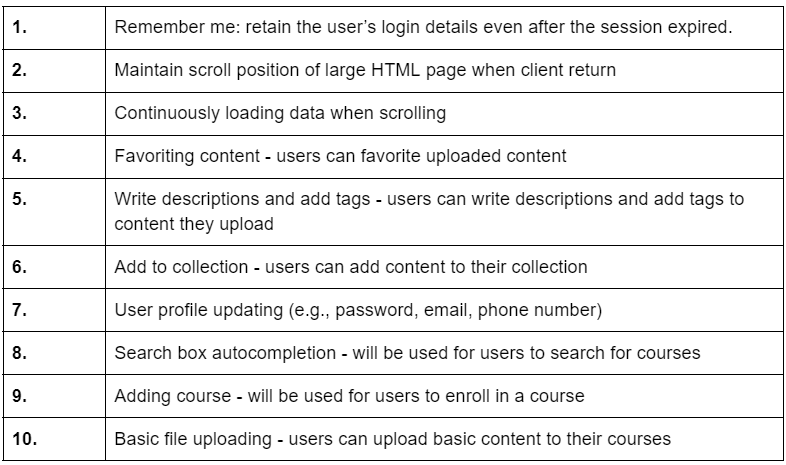 1. Remember me: retain the user’s login details even after the session expired.
2. Maintain scroll position of large HTML page when client return
3. Continuously loading data when scrolling
4. Favoriting content - users can favorite uploaded content
5. Write descriptions and add tags - users can write descriptions and add tags to
content they upload
6. Add to collection - users can add content to their collection
7. User profile updating (e.g., password, email, phone number)
8. Search box autocompletion - will be used for users to search for courses
9. Adding course - will be used for users to enroll in a course
10. Basic file uploading - users can upload basic content to their courses